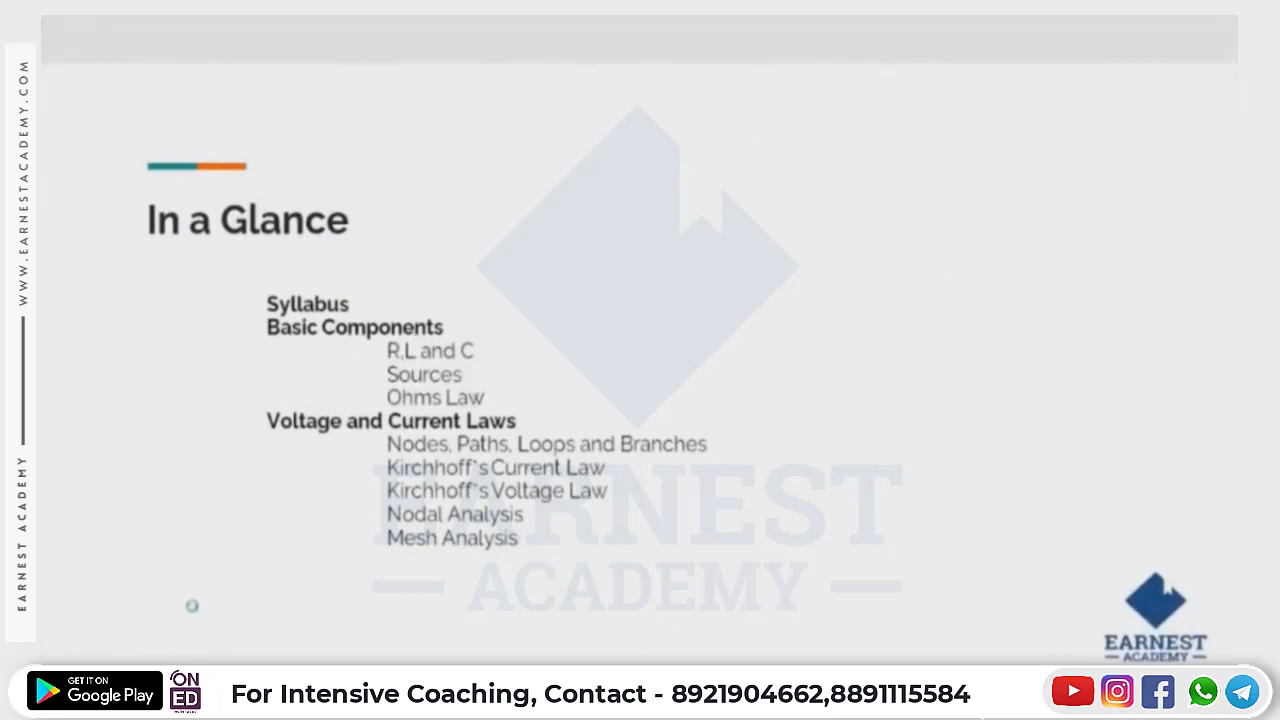 WWW.EARNESTACADEMY.COM
EARNEST ACADEMY
In a Glance
Syllabus
Basic Components
R,L and C
Sources
Ohms Law
Voltage and Current Laws
Nodes, Paths, Loops and Branches
Kirchhoff`s Current Law
Kirchhoff`s Voltage Law
Nodal Analysis
Mesh Analysis
EARNEST
ACADEMY
EARNEST
ACADEMY
GET IT ON
Google Play
ON
ED
For Intensive Coaching, Contact - 8921904662,8891115584